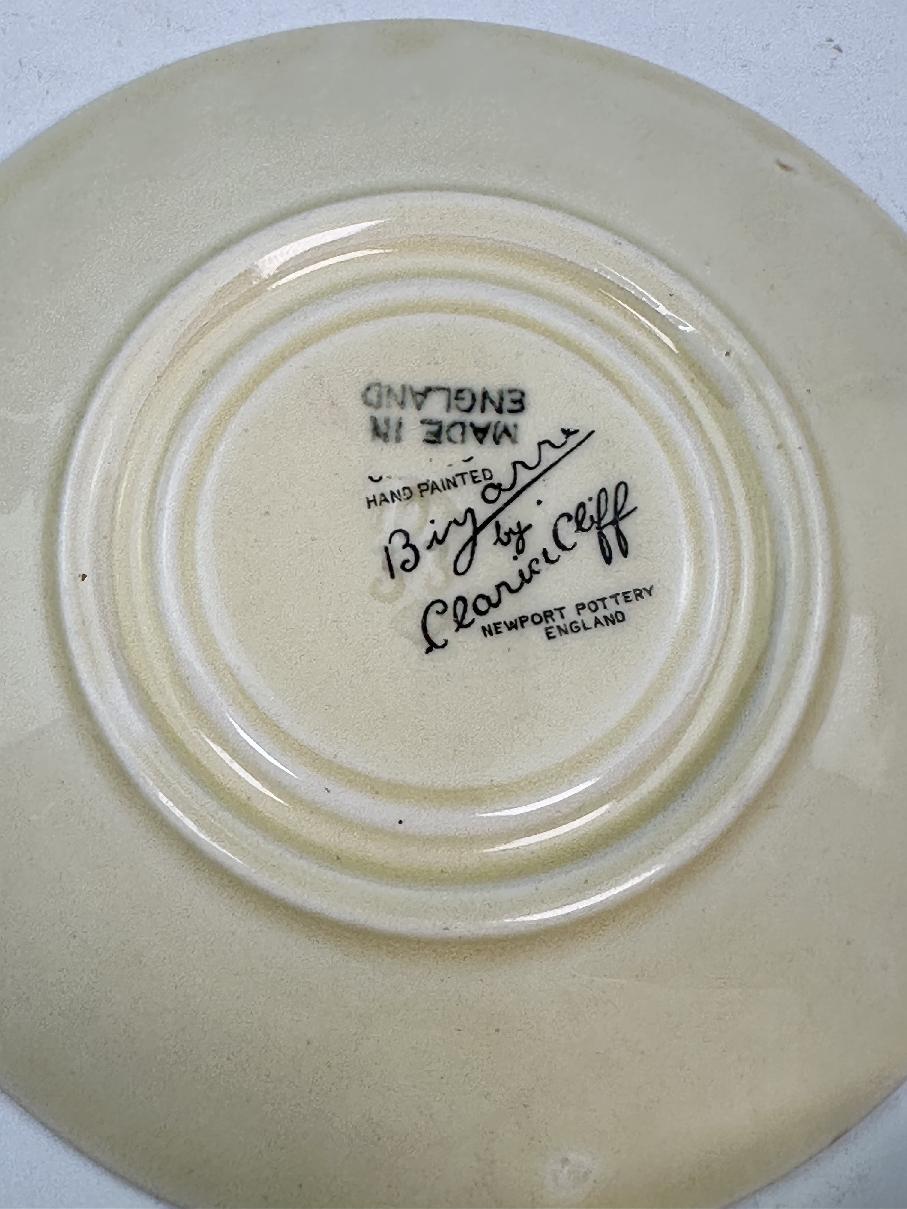 MADE IN
ENGLAND
HAND PAINTED
Bizarre
by
Clarice Cliff
NEWPORT POTTERY
ENGLAND